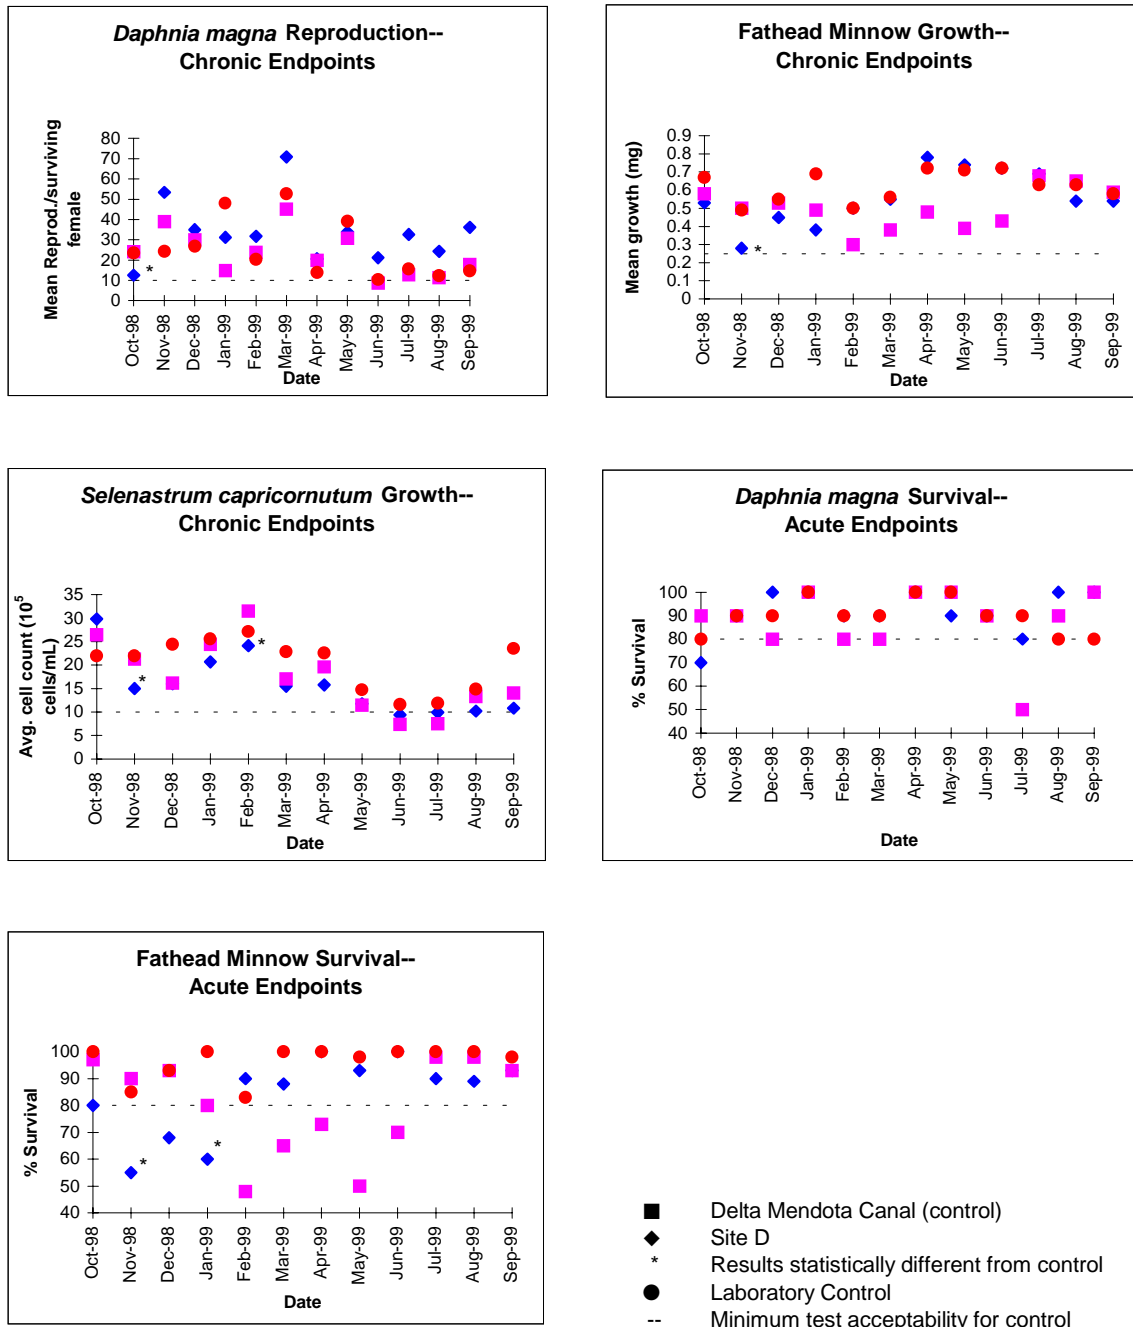 Daphnia magna Reproduction--
Chronic Endpoints
Mean Reprod./surviving
female
80
70
60
50
40
30
20
10
0
*
Oct-98
Nov-98
Dec-98
Jan-99
Feb-99
Mar-99
Apr-99
May-99
Jun-99
Jul-99
Aug-99
Sep-99
Date
Fathead Minnow Growth--
Chronic Endpoints
Mean growth (mg)
0.9
0.8
0.7
0.6
0.5
0.4
0.3
0.2
0.1
0
*
Oct-98
Nov-98
Dec-98
Jan-99
Feb-99
Mar-99
Apr-99
May-99
Jun-99
Jul-99
Aug-99
Sep-99
Date
Selenastrum capricornutum Growth--
Chronic Endpoints
Avg. cell count (10⁵
cells/mL)
35
30
25
20
15
10
5
0
*
*
Oct-98
Nov-98
Dec-98
Jan-99
Feb-99
Mar-99
Apr-99
May-99
Jun-99
Jul-99
Aug-99
Sep-99
Date
Daphnia magna Survival--
Acute Endpoints
% Survival
100
90
80
70
60
50
40
Oct-98
Nov-98
Dec-98
Jan-99
Feb-99
Mar-99
Apr-99
May-99
Jun-99
Jul-99
Aug-99
Sep-99
Date
Fathead Minnow Survival--
Acute Endpoints
% Survival
100
90
80
70
60
50
40
*
*
Oct-98
Nov-98
Dec-98
Jan-99
Feb-99
Mar-99
Apr-99
May-99
Jun-99
Jul-99
Aug-99
Sep-99
Date
Delta Mendota Canal (control)
Site D
* Results statistically different from control
Laboratory Control
-- Minimum test acceptability for control